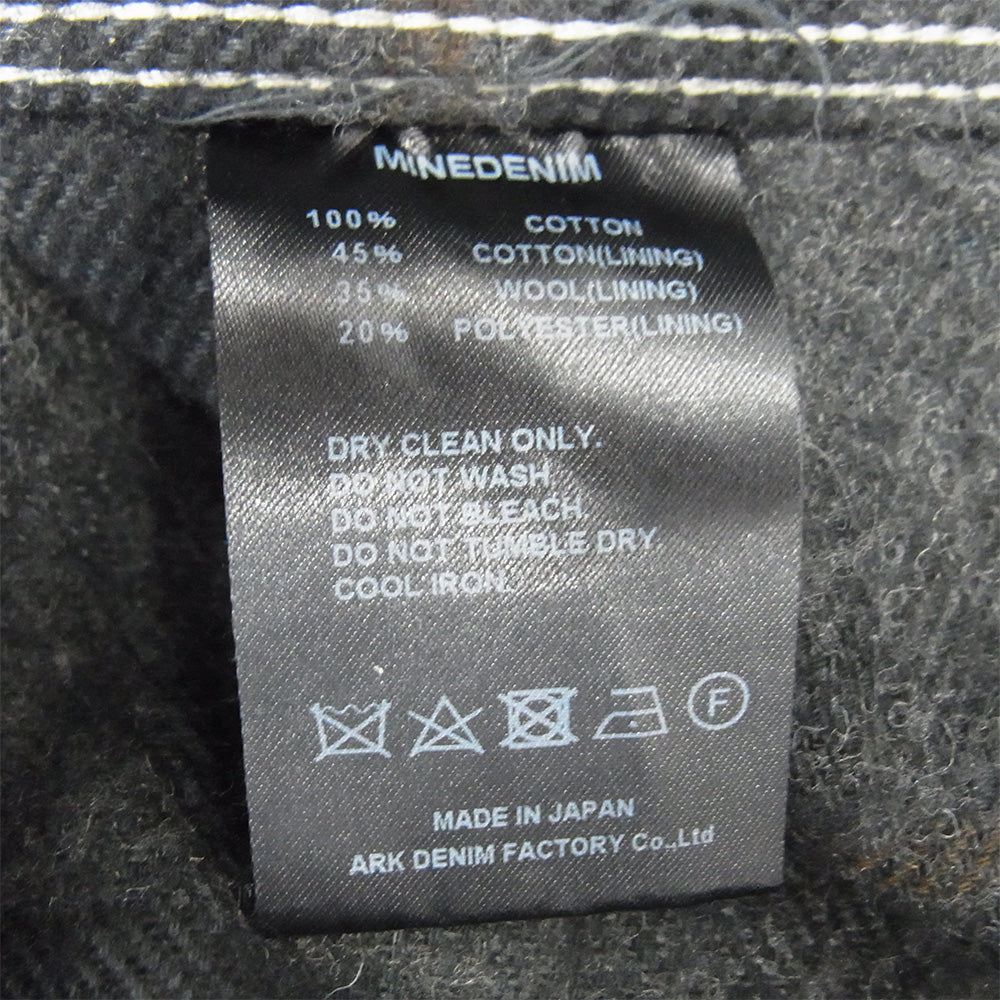 MINEDENIM
100% COTTON
45% COTTON(LINING)
35% WOOL(LINING)
20% POLYESTER(LINING)
DRY CLEAN ONLY.
DO NOT WASH
DO NOT BLEACH
DO NOT TUMBLE DRY.
COOL IRON.
F
MADE IN JAPAN
ARK DENIM FACTORY Co.,Ltd